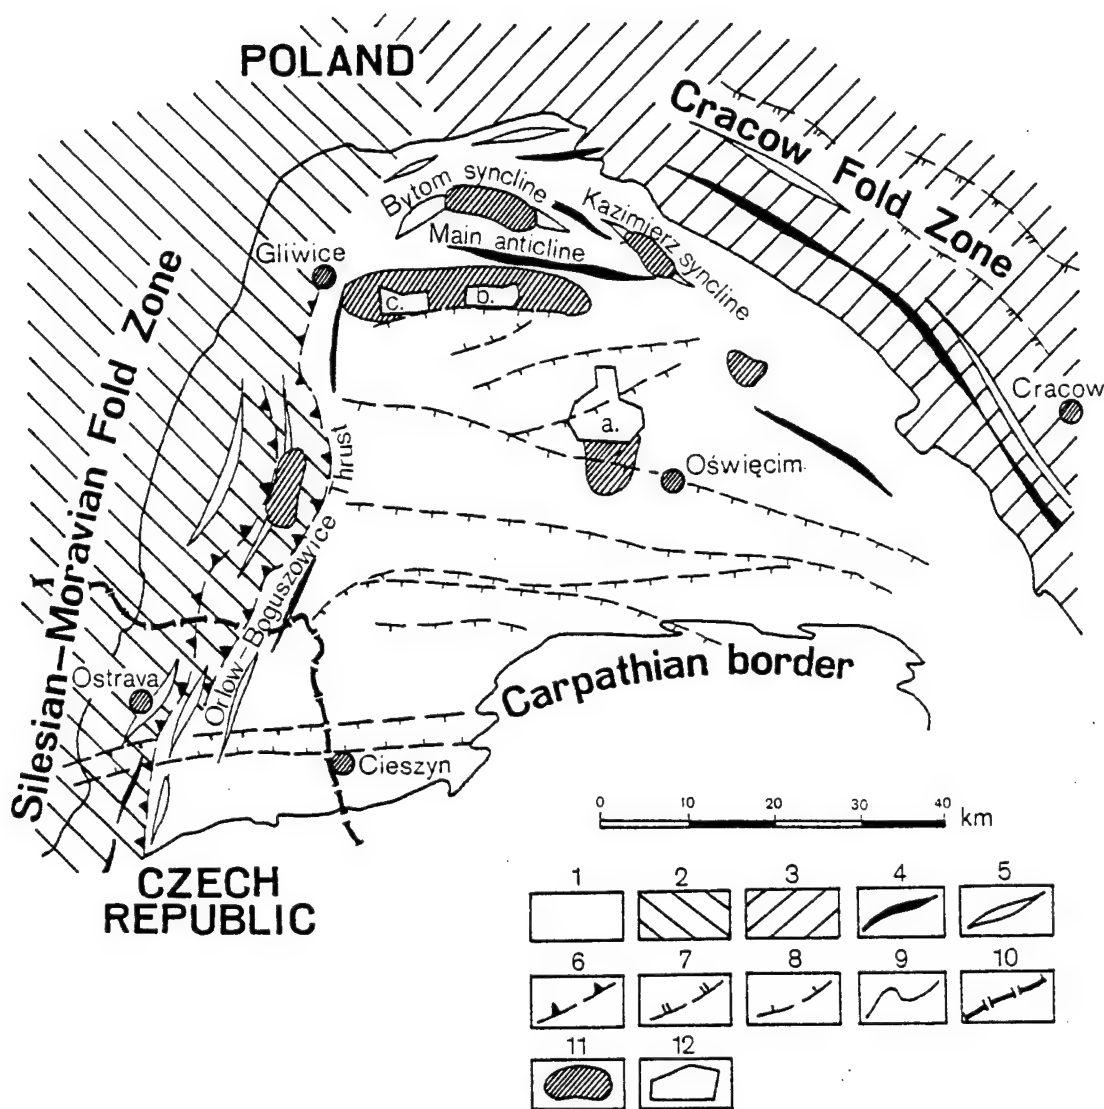 POLAND
Cracow Fold Zone
Bytom syncline
Kazimierz syncline
Main anticline
Gliwice
c.
b.
Silesian-Moravian Fold Zone
Cracow
a.
Oświęcim
Orlow-Boguszowice Thrust
Ostrava
Carpathian border
Cieszyn
0 10 20 30 40
km
CZECH
REPUBLIC
1 2 3 4 5
6 7 8 9 10
11 12